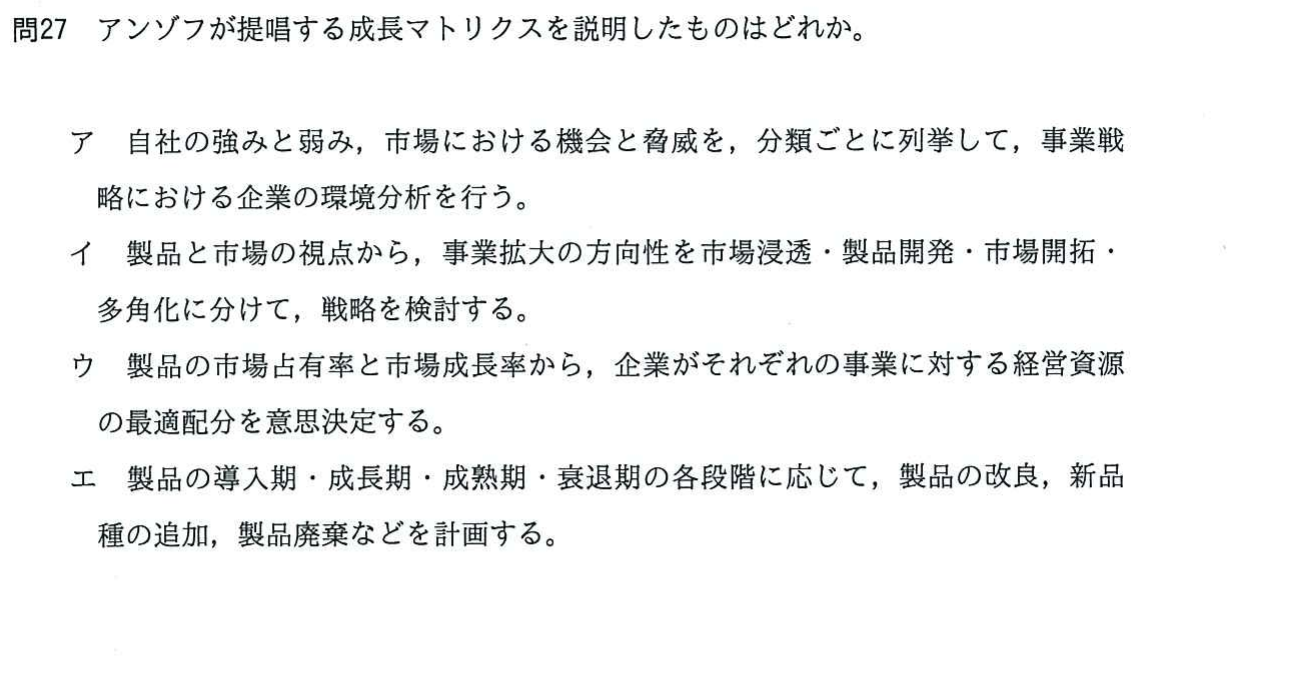 問27　アンゾフが提唱する成長マトリクスを説明したものはどれか。
ア　自社の強みと弱み，市場における機会と脅威を，分類ごとに列挙して，事業戦
略における企業の環境分析を行う。
イ　製品と市場の視点から，事業拡大の方向性を市場浸透・製品開発・市場開拓・
多角化に分けて，戦略を検討する。
ウ　製品の市場占有率と市場成長率から，企業がそれぞれの事業に対する経営資源
の最適配分を意思決定する。
エ　製品の導入期・成長期・成熟期・衰退期の各段階に応じて，製品の改良，新品
種の追加，製品廃棄などを計画する。